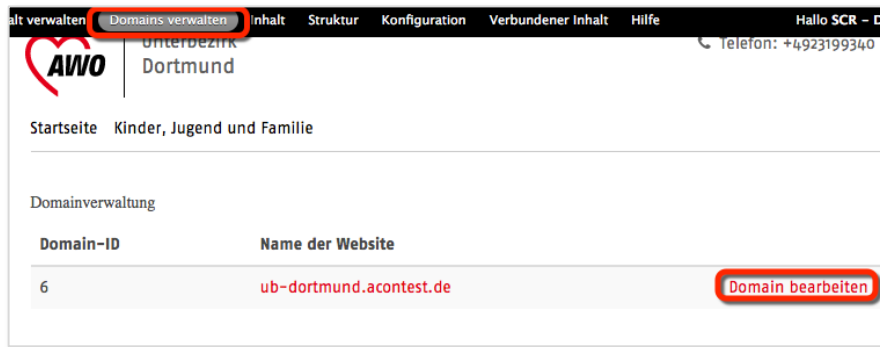 alt verwalten Domains verwalten Inhalt Struktur Konfiguration Verbundener Inhalt Hilfe Hallo SCR – D
AWO
Unterbezirk
Dortmund
Telefon: +4923199340
Startseite Kinder, Jugend und Familie
Domainverwaltung
Domain-ID Name der Website
6 ub-dortmund.acontest.de Domain bearbeiten